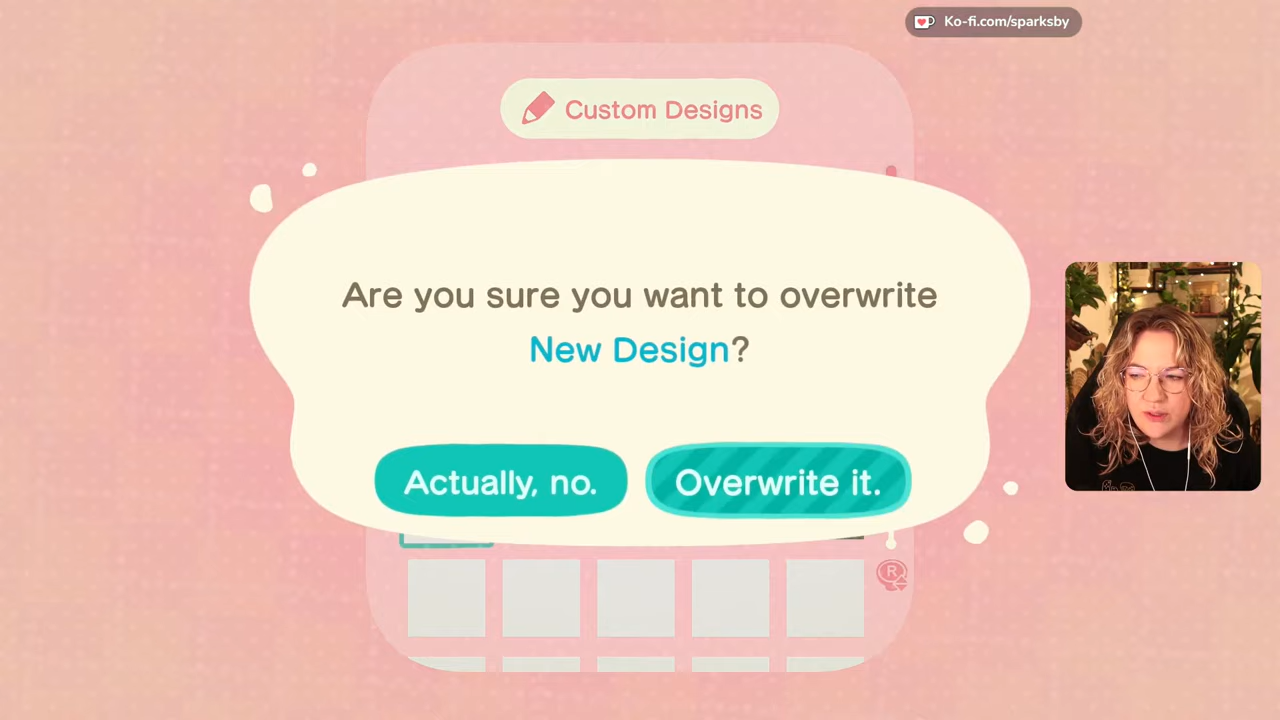 Ko-fi.com/sparksby
Custom Designs
Are you sure you want to overwrite
New Design?
Actually, no.
Overwrite it.
R